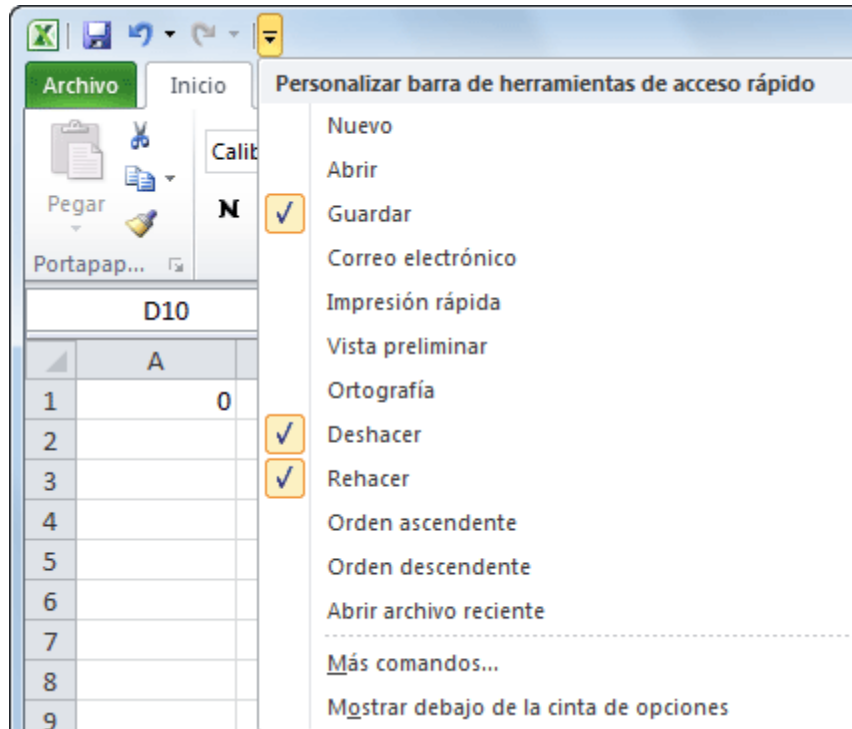 Archivo
Inicio
Personalizar barra de herramientas de acceso rápido
Nuevo
Abrir
Guardar
Correo electrónico
Impresión rápida
Vista preliminar
Ortografía
Deshacer
Rehacer
Orden ascendente
Orden descendente
Abrir archivo reciente
Más comandos...
Mostrar debajo de la cinta de opciones
Pegar
N
Portapap...
D10
A
1 0
2
3
4
5
6
7
8
9